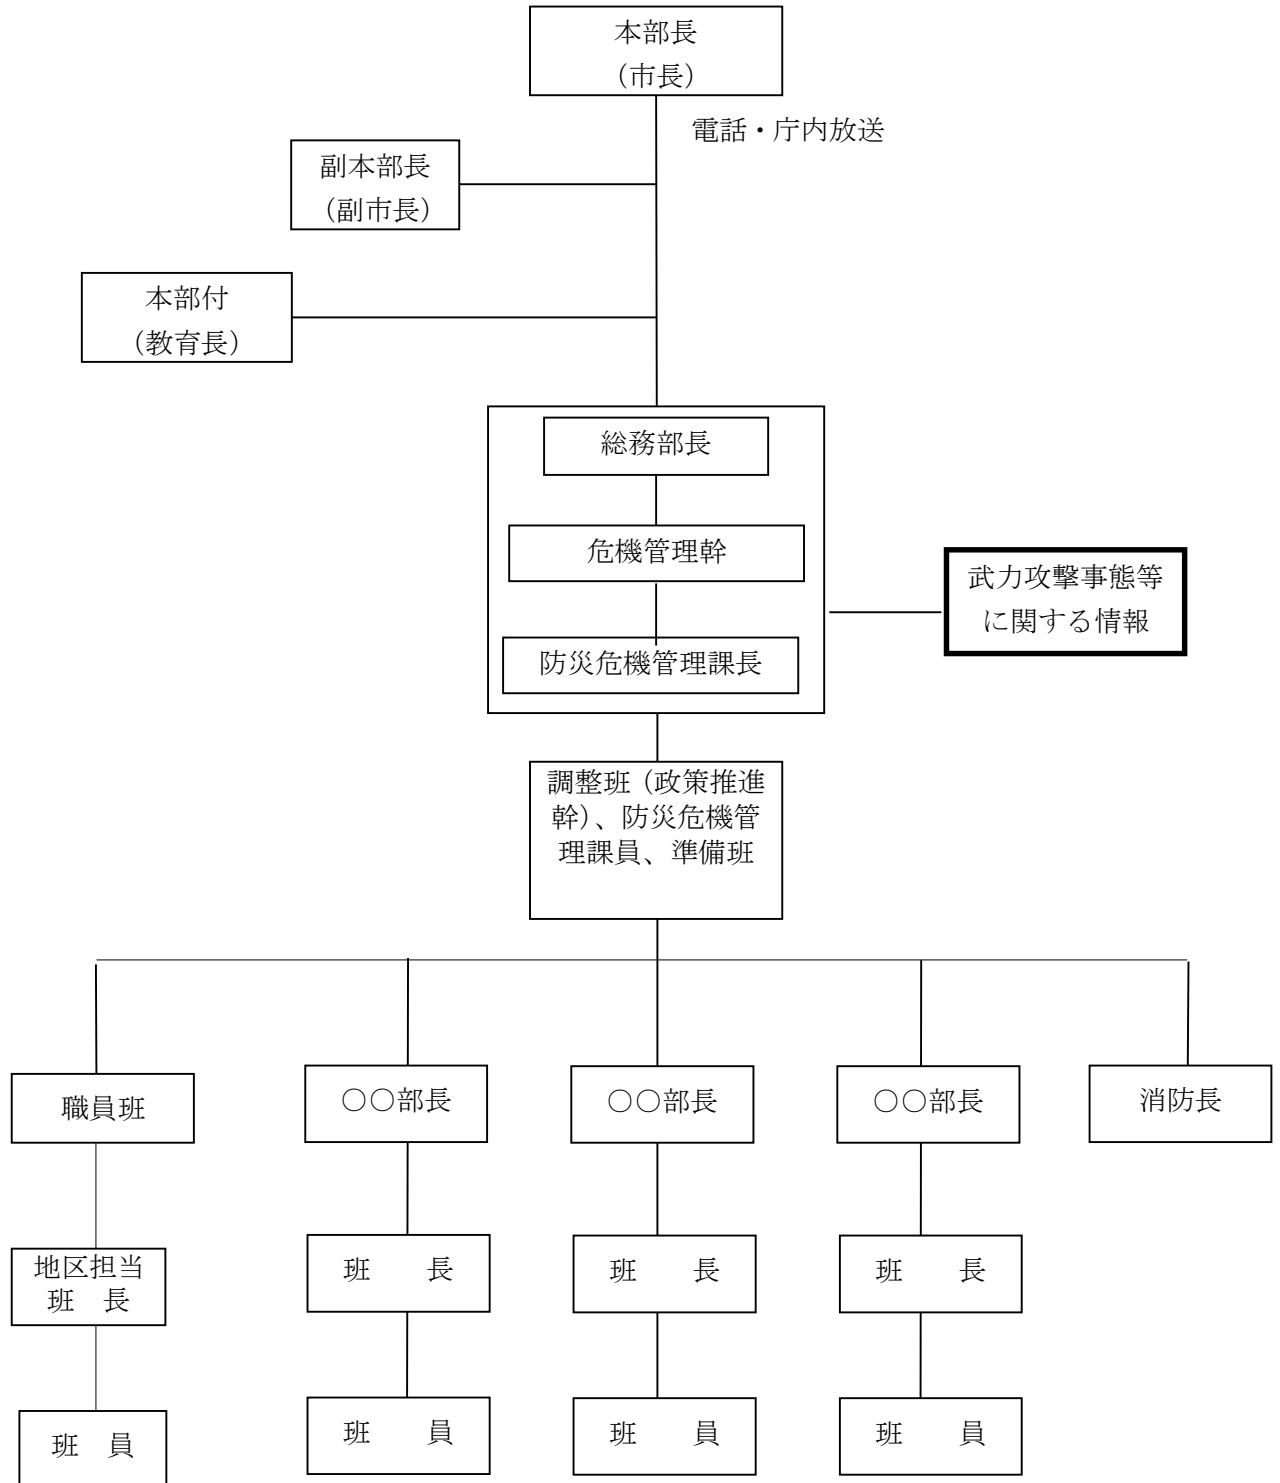 本部長
（市長）
電話・庁内放送
副本部長
（副市長）
本部付
（教育長）
総務部長
危機管理幹
武力攻撃事態等
に関する情報
防災危機管理課長
調整班（政策推進
幹）、防災危機管
理課員、準備班
職員班
○○部長
○○部長
○○部長
消防長
地区担当
班　長
班　　長
班　　長
班　　長
班　員
班　　員
班　　員
班　　員